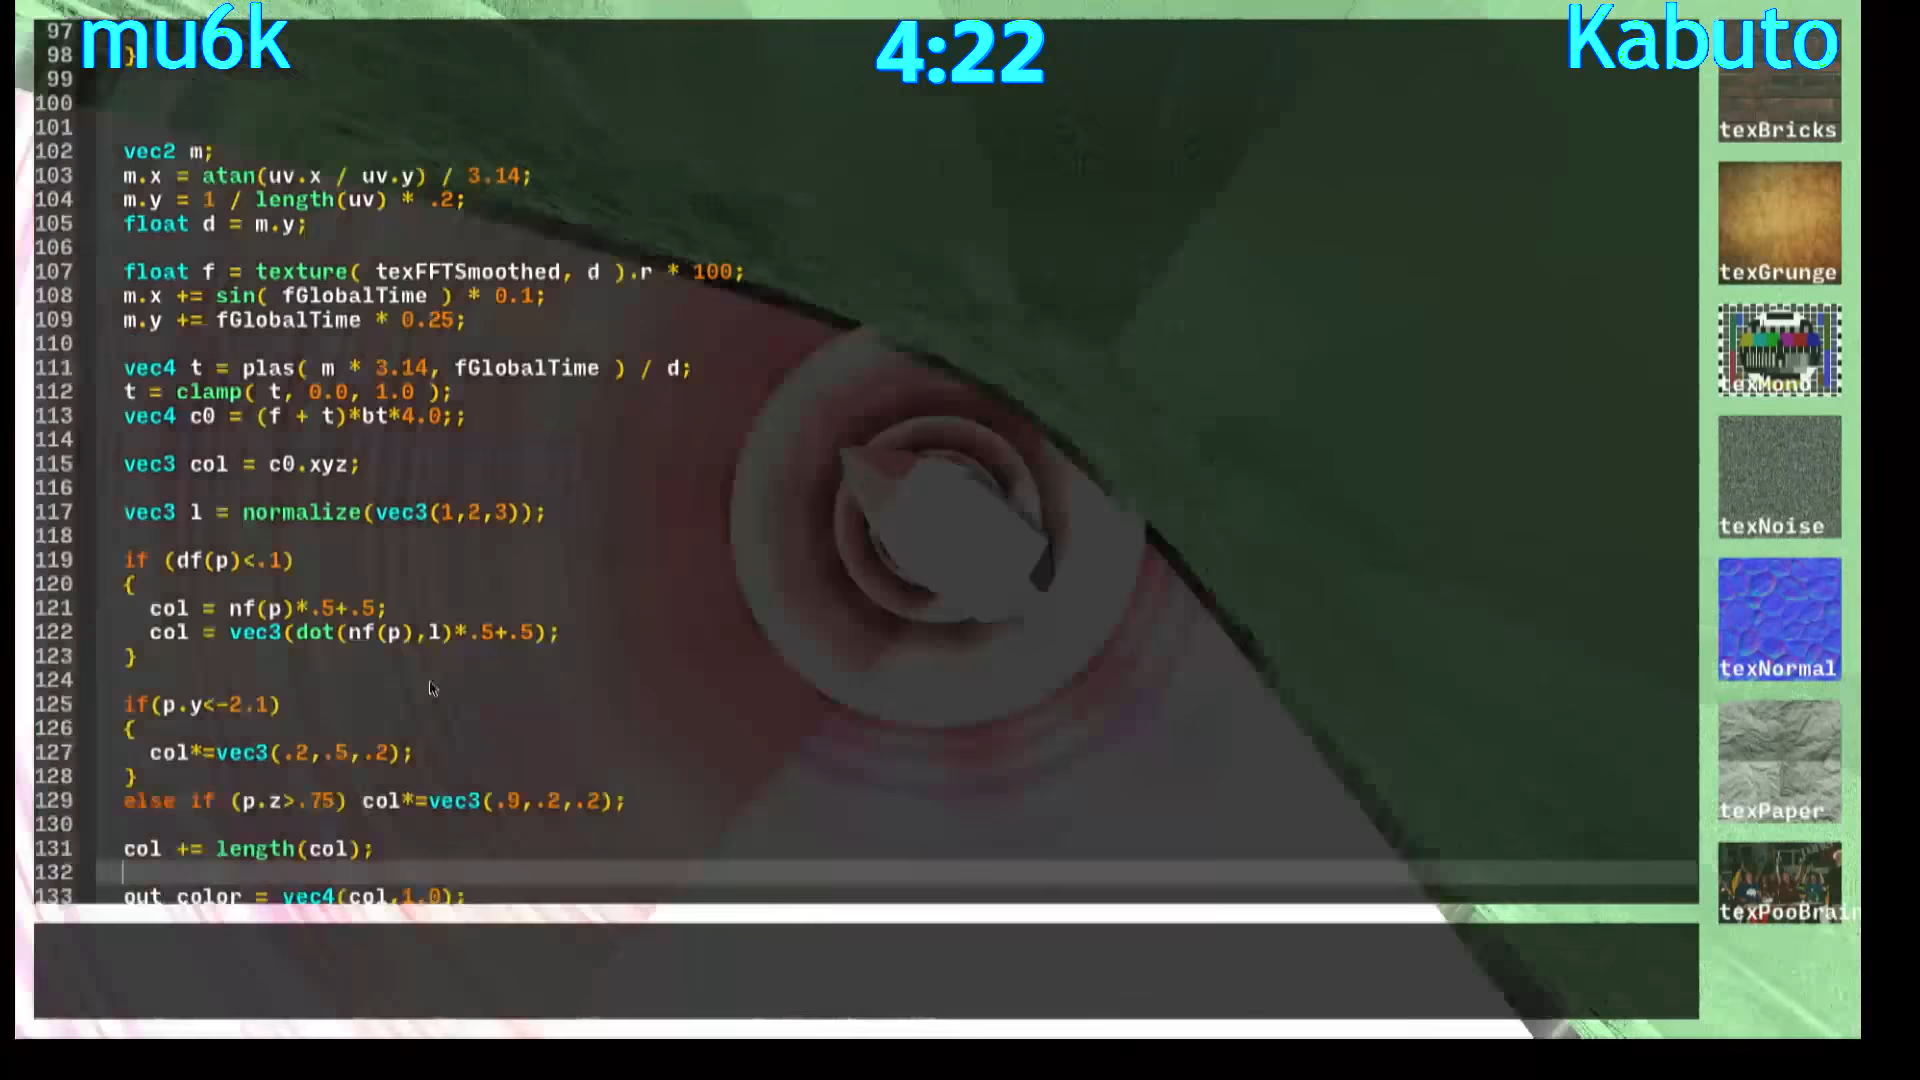 mu6k
4:22
Kabuto
97
98 }
99
100
101
102 vec2 m;
103 m.x = atan(uv.x / uv.y) / 3.14;
104 m.y = 1 / length(uv) * .2;
105 float d = m.y;
106
107 float f = texture( texFFTSmoothed, d ).r * 100;
108 m.x += sin( fGlobalTime ) * 0.1;
109 m.y += fGlobalTime * 0.25;
110
111 vec4 t = plas( m * 3.14, fGlobalTime ) / d;
112 t = clamp( t, 0.0, 1.0 );
113 vec4 c0 = (f + t)*bt*4.0;;
114
115 vec3 col = c0.xyz;
116
117 vec3 l = normalize(vec3(1,2,3));
118
119 if (df(p)<.1)
120 {
121 col = nf(p)*.5+.5;
122 col = vec3(dot(nf(p),l)*.5+.5);
123 }
124
125 if(p.y<-2.1)
126 {
127 col*=vec3(.2,.5,.2);
128 }
129 else if (p.z>.75) col*=vec3(.9,.2,.2);
130
131 col += length(col);
132
133 out_color = vec4(col,1.0);
texBricks
texGrunge
texMono
texNoise
texNormal
texPaper
texPooBrain